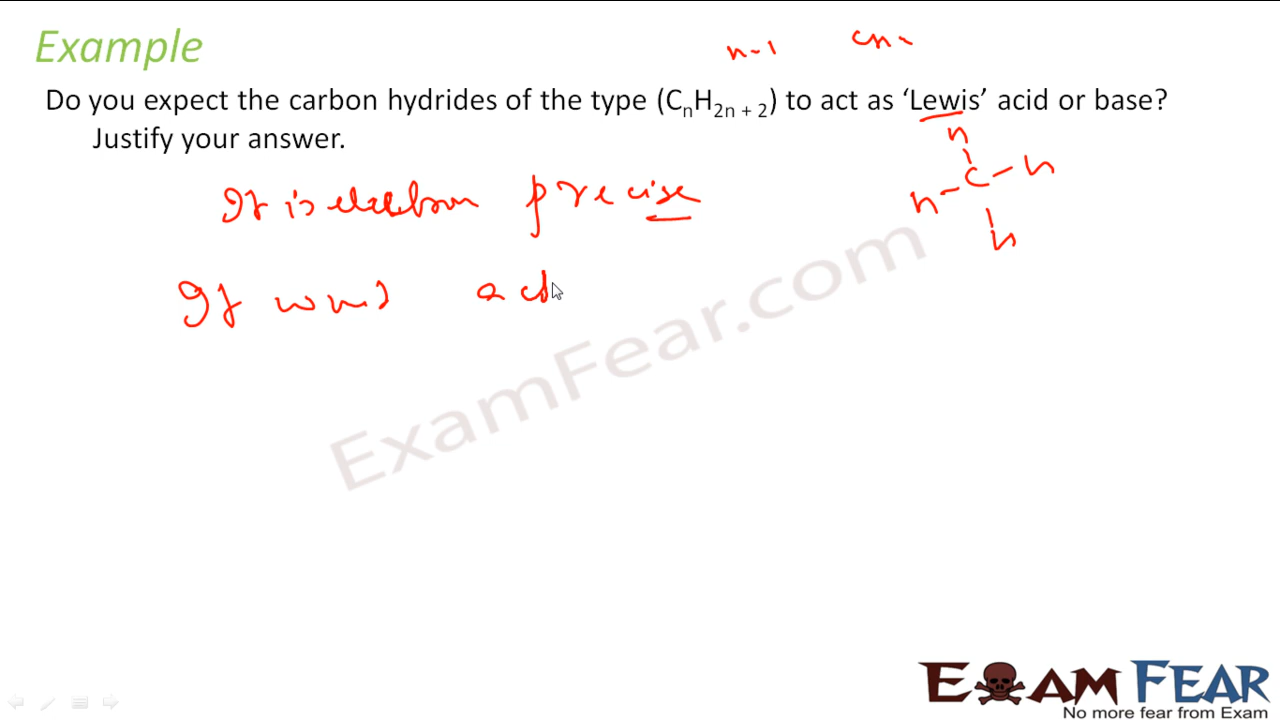 Example
n-1 CH
Do you expect the carbon hydrides of the type (CnH2n + 2) to act as ‘Lewis’ acid or base?
Justify your answer.
H
H - C - H
H
It is electron precise
It wont act
ExamFear.com
EXAM FEAR
No more fear from Exam